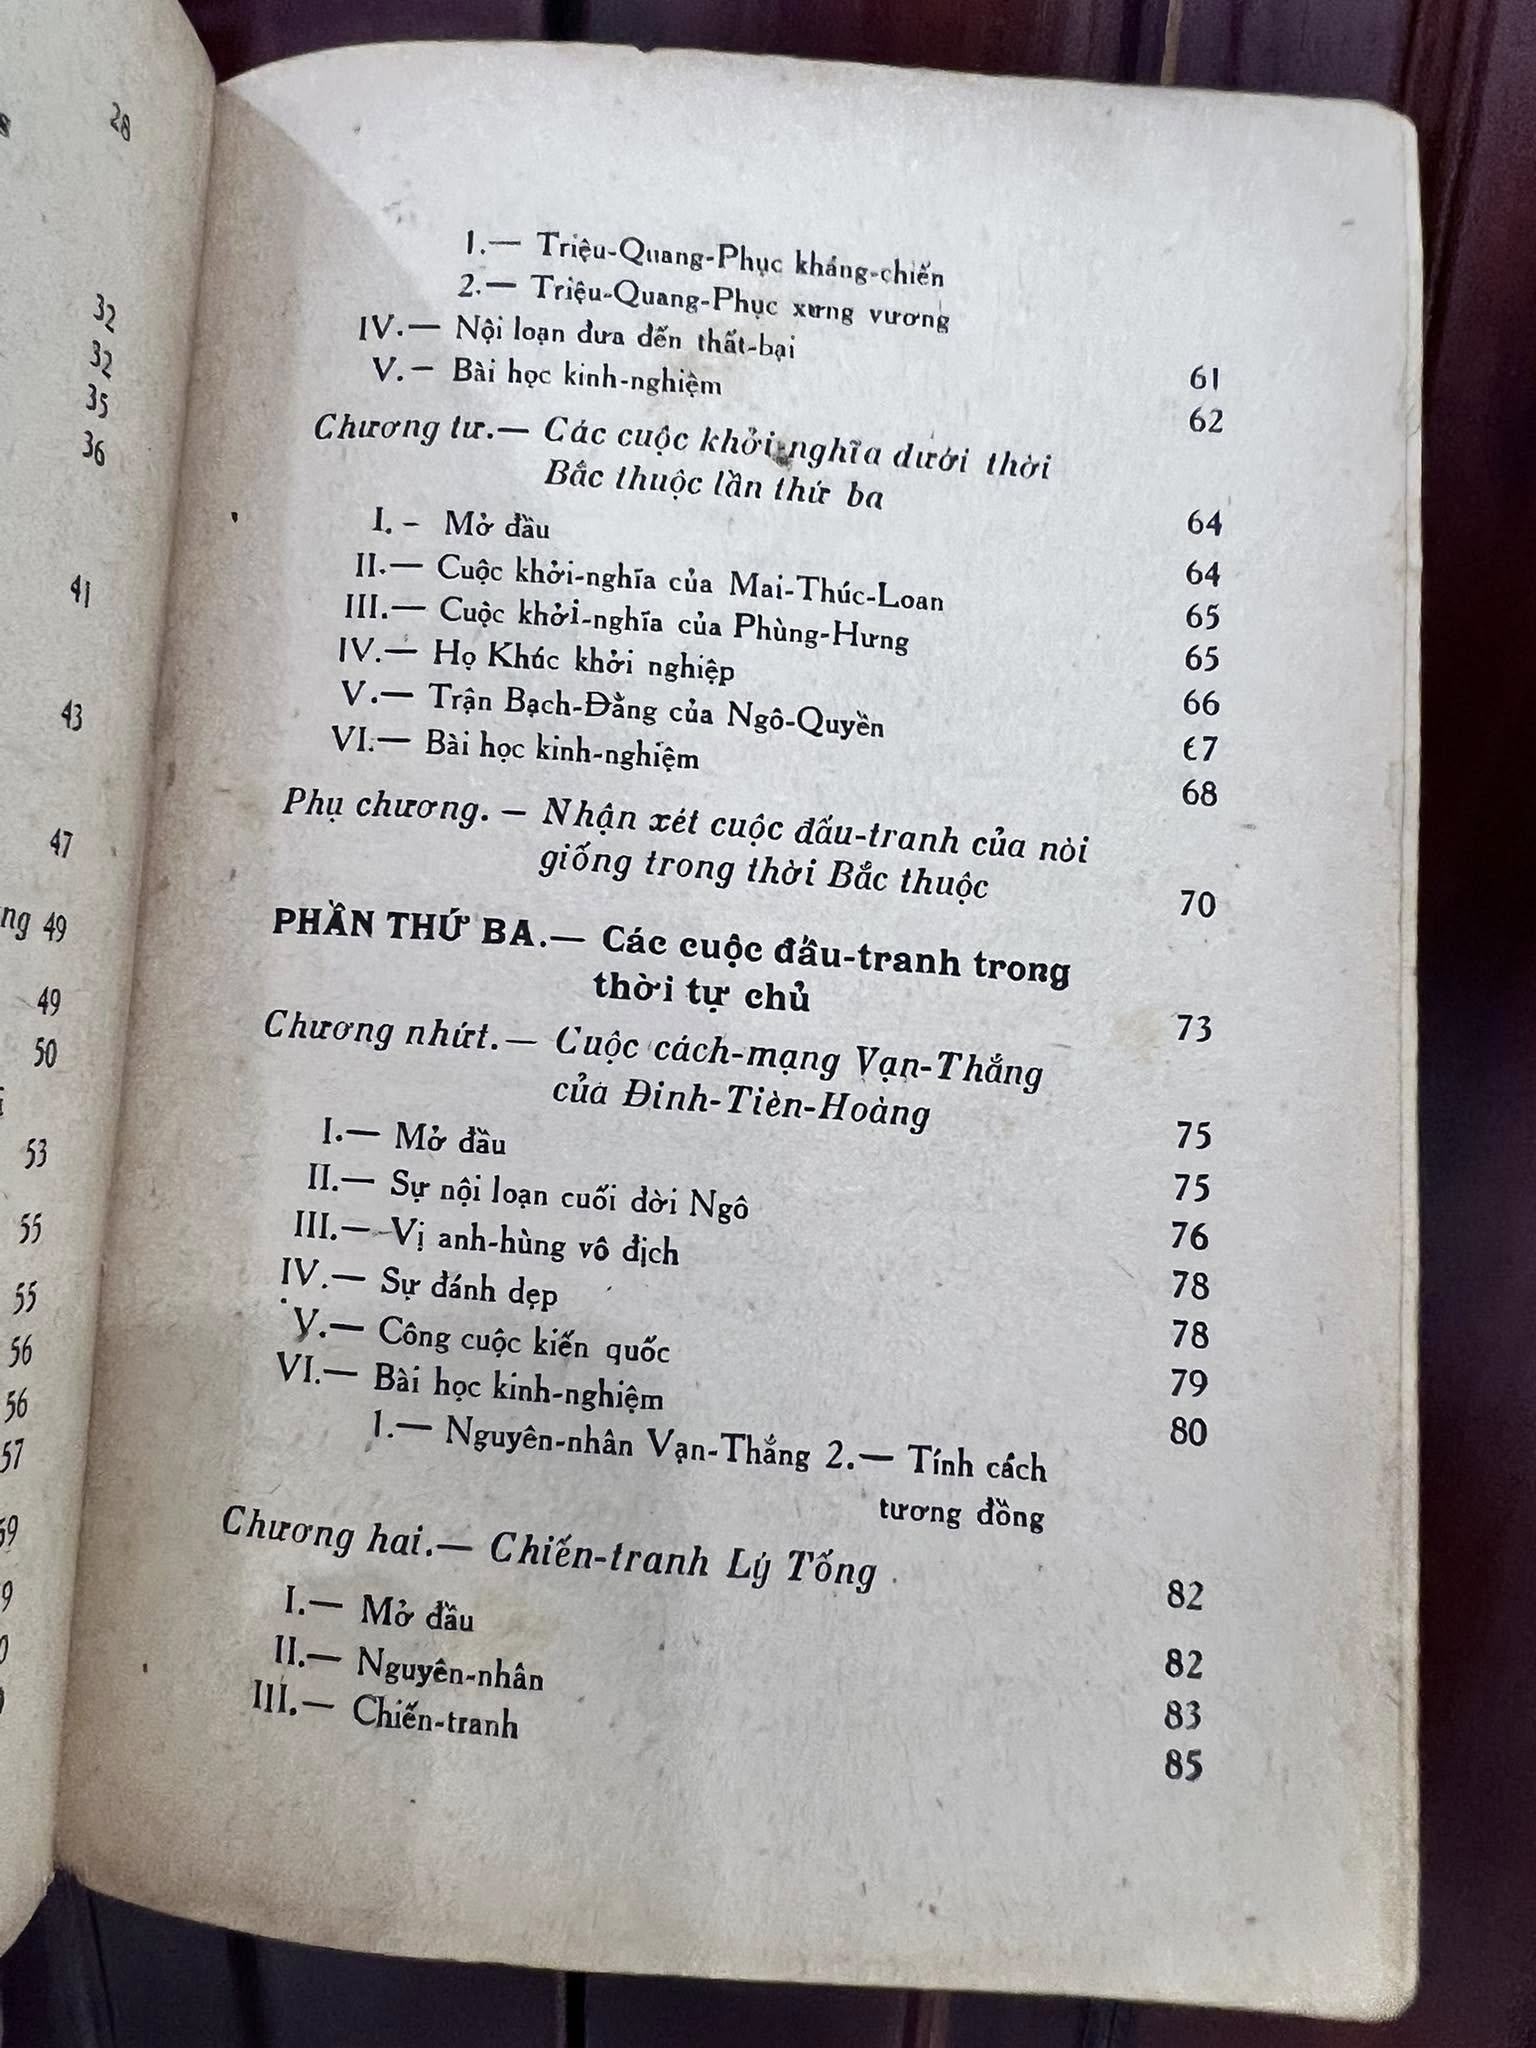 28
32
32
35
36
41
43
47
ng 49
49
50
53
55
55
56
56
57
1.— Triệu-Quang-Phục kháng-chiến
2.— Triệu-Quang-Phục xưng vương
IV.— Nội loạn đưa đến thất-bại 61
V.— Bài học kinh-nghiệm 62
Chương tư.— Các cuộc khởi-nghĩa dưới thời
Bắc thuộc lần thứ ba 64
I.- Mở đầu 64
II.— Cuộc khởi-nghĩa của Mai-Thúc-Loan 65
III.— Cuộc khởi-nghĩa của Phùng-Hưng 65
IV.— Họ Khúc khởi nghiệp 66
V.— Trận Bạch-Đằng của Ngô-Quyền 67
VI.— Bài học kinh-nghiệm 68
Phụ chương.— Nhận xét cuộc đấu-tranh của nòi
giống trong thời Bắc thuộc 70
PHẦN THỨ BA.— Các cuộc đấu-tranh trong
thời tự chủ 73
Chương nhứt.— Cuộc cách-mạng Vạn-Thắng
của Đinh-Tiên-Hoàng 75
I.— Mở đầu 75
II.— Sự nội loạn cuối đời Ngô 76
III.— Vị anh-hùng vô địch 78
IV.— Sự đánh dẹp 78
V.— Công cuộc kiến quốc 79
VI.— Bài học kinh-nghiệm 80
1.— Nguyên-nhân Vạn-Thắng 2.— Tính cách
tương đồng
Chương hai.— Chiến-tranh Lý Tống 82
I.— Mở đầu 82
II.— Nguyên-nhân 83
III.— Chiến-tranh 85